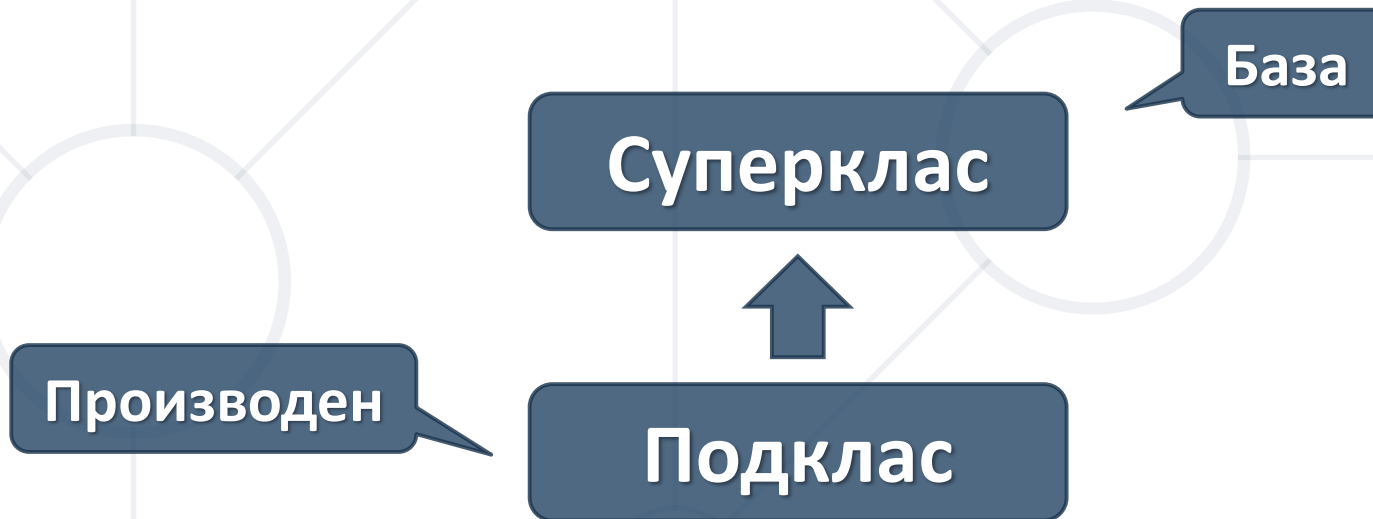 База
Суперклас
Производен
Подклас